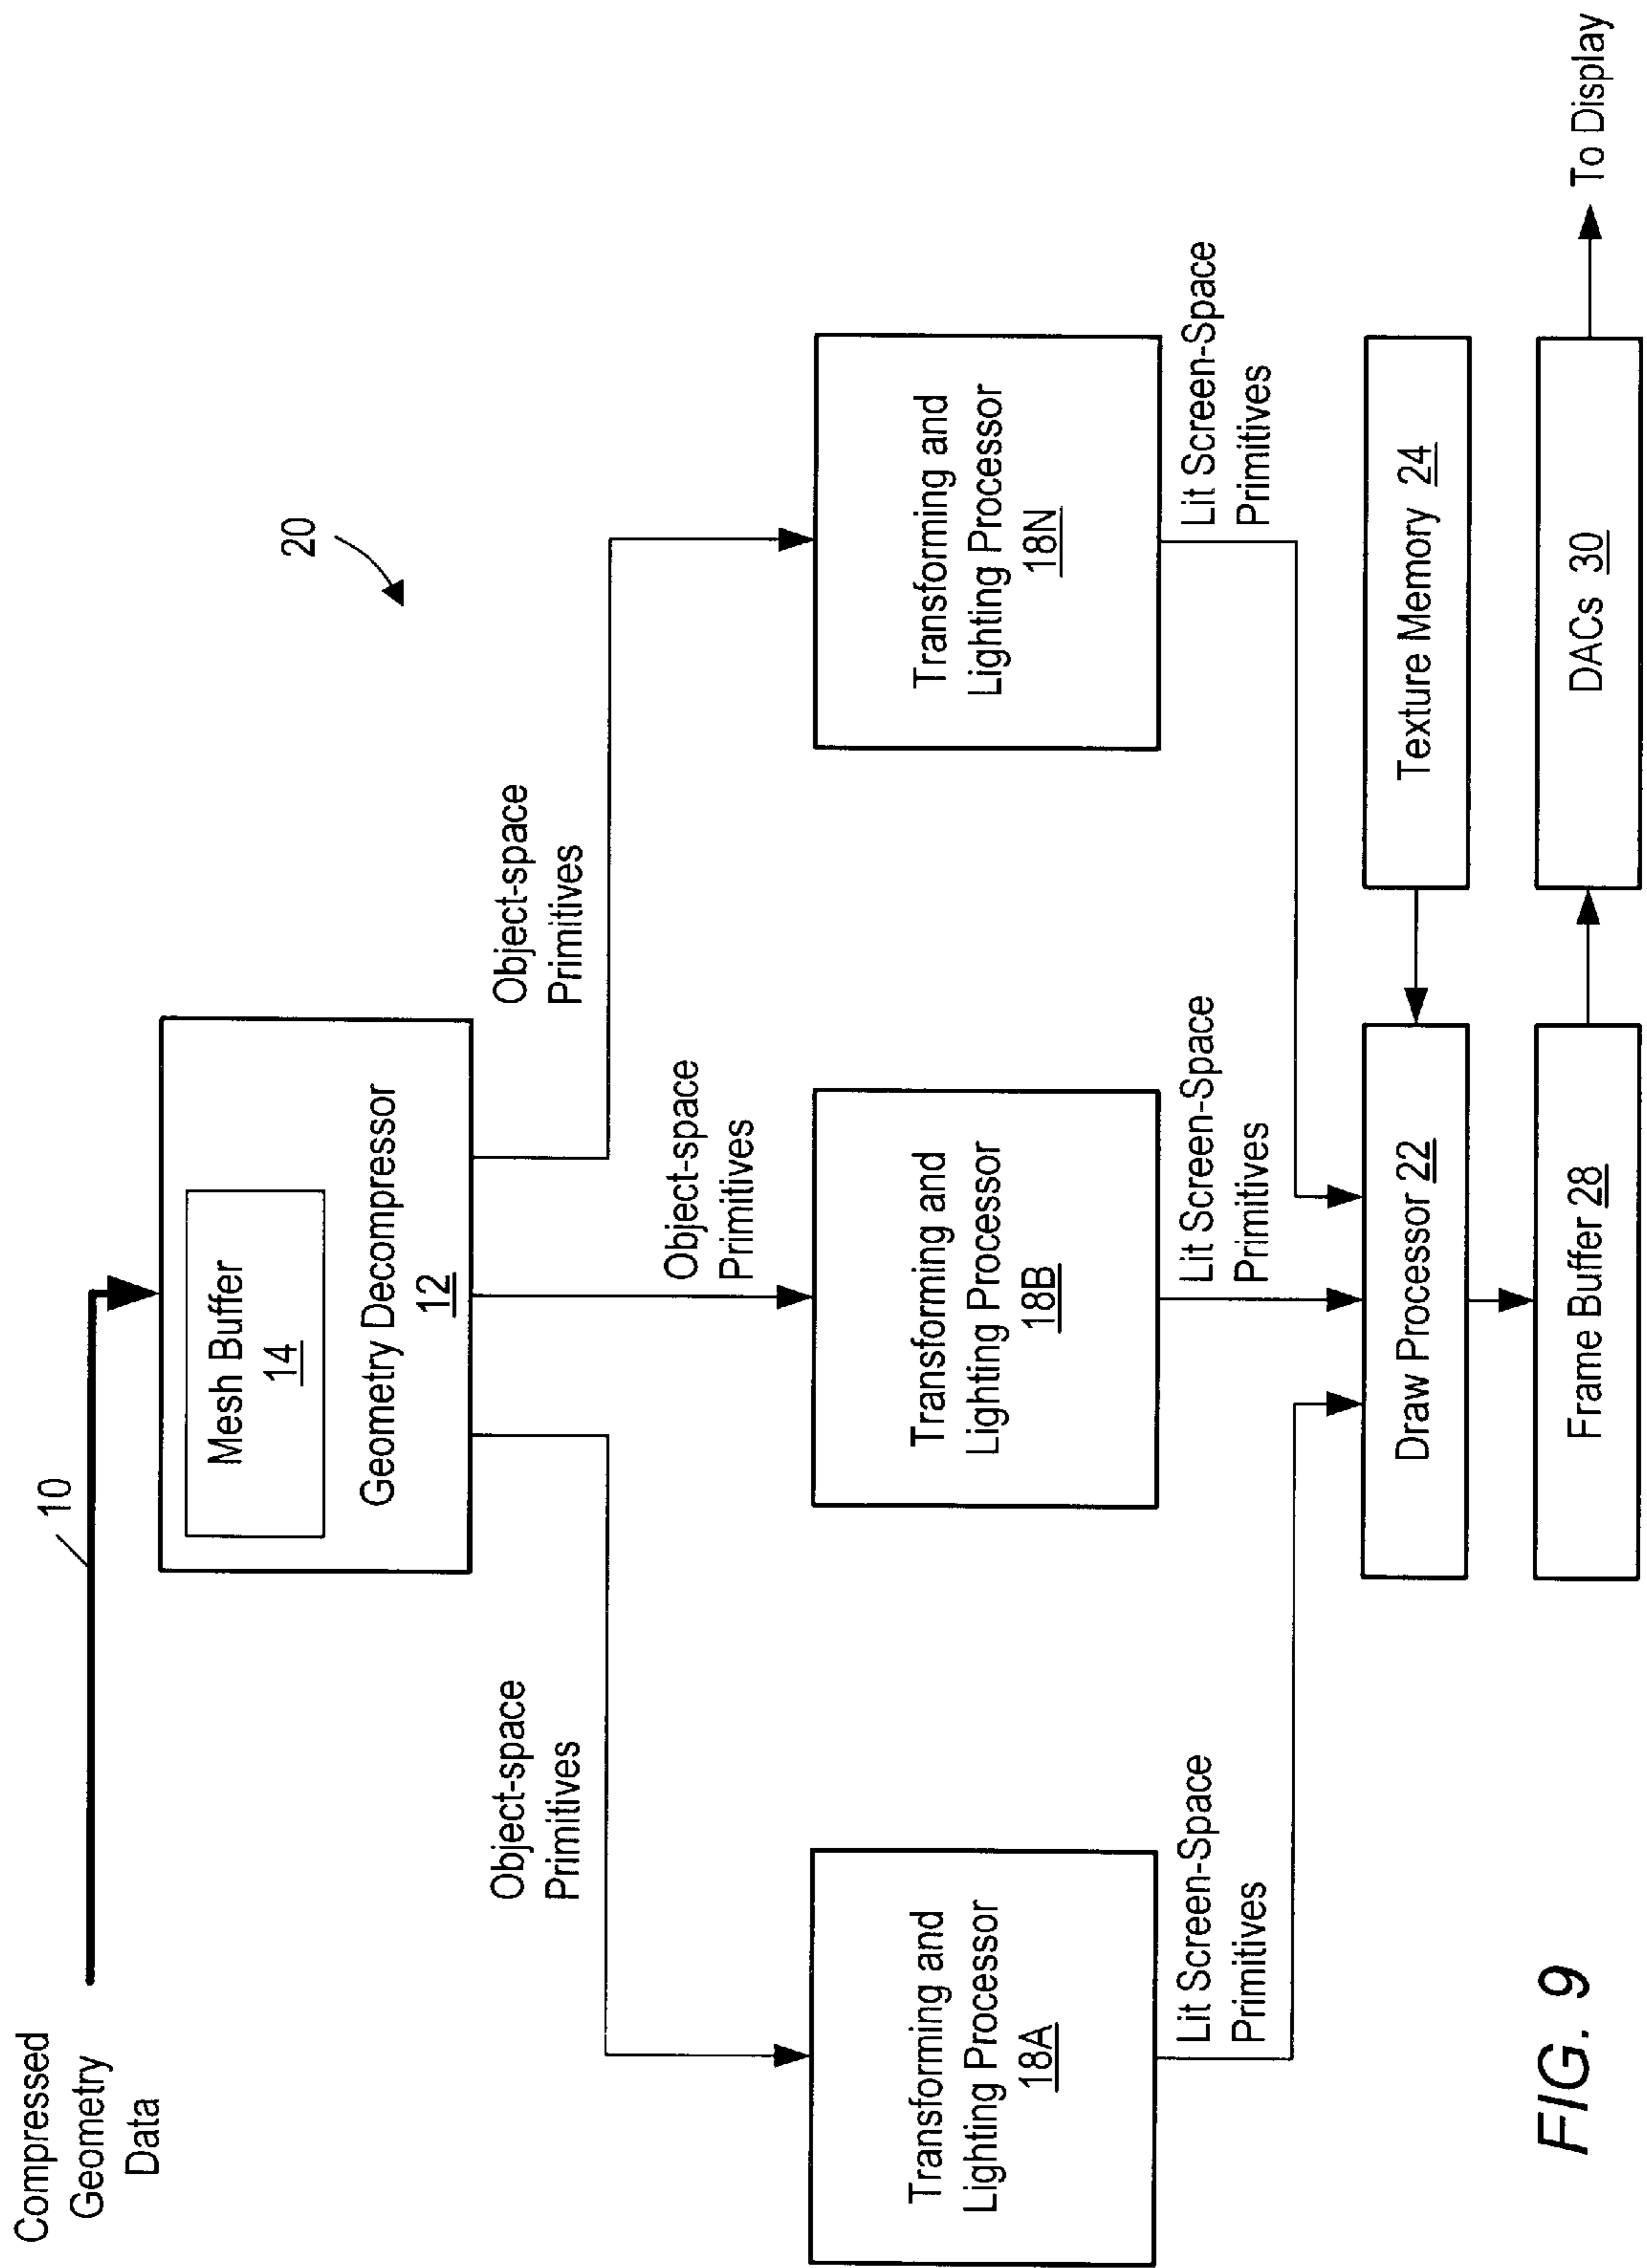 Compressed
Geometry
Data
10
20
Mesh Buffer
14
Geometry Decompressor
12
Object-space
Primitives
Object-space
Primitives
Object-space
Primitives
Transforming and
Lighting Processor
18A
Transforming and
Lighting Processor
18B
Transforming and
Lighting Processor
18N
Lit Screen-Space
Primitives
Lit Screen-Space
Primitives
Lit Screen-Space
Primitives
Draw Processor 22
Texture Memory 24
Frame Buffer 28
DACs 30
To Display
FIG. 9